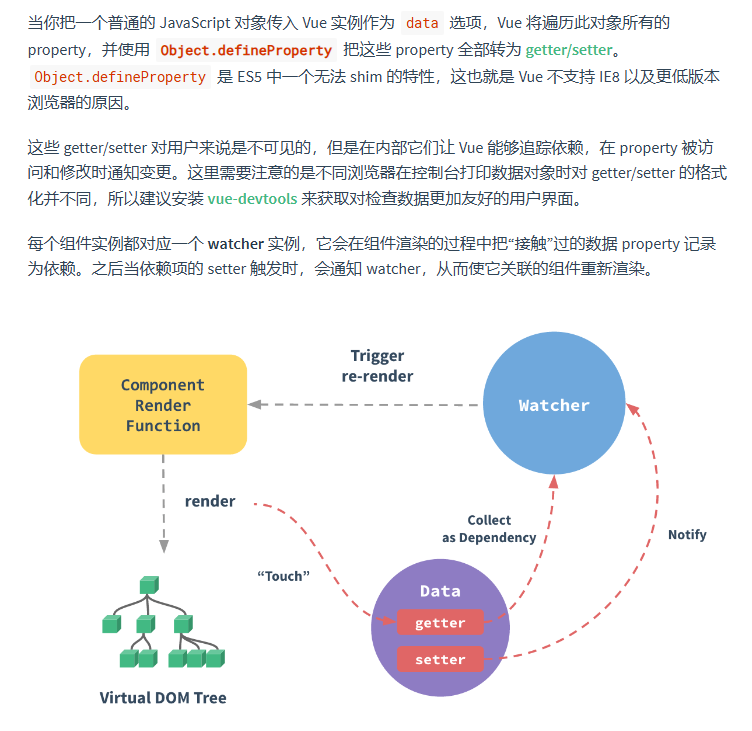 当你把一个普通的 JavaScript 对象传入 Vue 实例作为 data 选项，Vue 将遍历此对象所有的
property，并使用 Object.defineProperty 把这些 property 全部转为 getter/setter。
Object.defineProperty 是 ES5 中一个无法 shim 的特性，这也就是 Vue 不支持 IE8 以及更低版本
浏览器的原因。
这些 getter/setter 对用户来说是不可见的，但是在内部它们让 Vue 能够追踪依赖，在 property 被访
问和修改时通知变更。这里需要注意的是不同浏览器在控制台打印数据对象时对 getter/setter 的格式
化并不同，所以建议安装 vue-devtools 来获取对检查数据更加友好的用户界面。
每个组件实例都对应一个 watcher 实例，它会在组件渲染的过程中把“接触”过的数据 property 记录
为依赖。之后当依赖项的 setter 触发时，会通知 watcher，从而使它关联的组件重新渲染。
Trigger
re-render
Component
Render
Function
Watcher
render
Collect
as Dependency
Notify
“Touch”
Data
getter
setter
Virtual DOM Tree